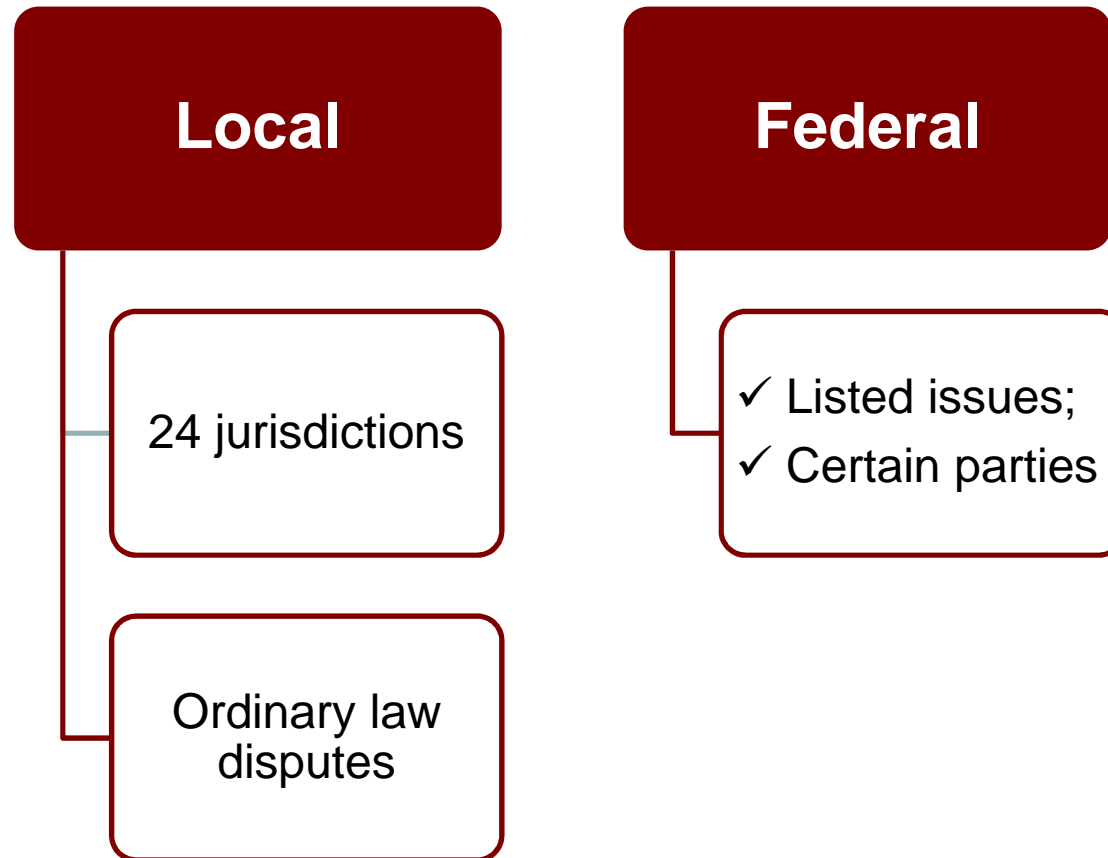 Local
24 jurisdictions
Ordinary law
disputes
Federal
✓ Listed issues;
✓ Certain parties